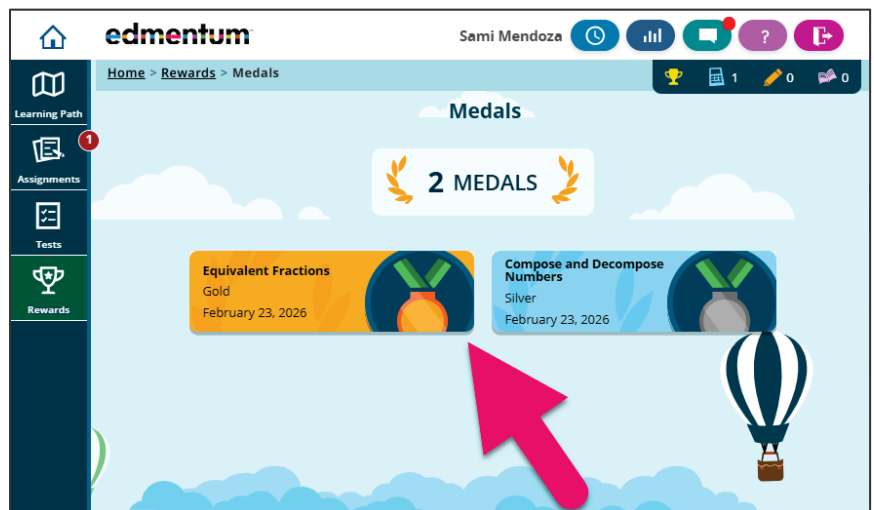 edmentum
Sami Mendoza
?
Home > Rewards > Medals
1
0
0
Learning Path
1
Assignments
Tests
Rewards
Medals
2 MEDALS
Equivalent Fractions
Gold
February 23, 2026
Compose and Decompose
Numbers
Silver
February 23, 2026